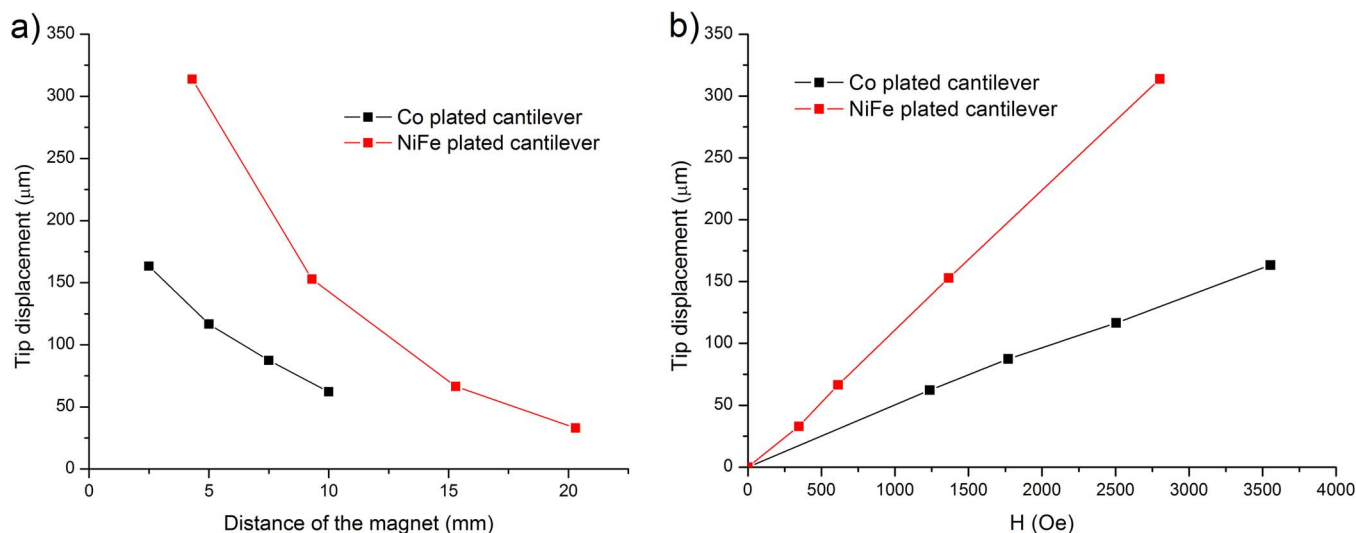 a)
350
300
250
200
150
100
50
0
Tip displacement (μm)
Co plated cantilever
NiFe plated cantilever
0 5 10 15 20
Distance of the magnet (mm)
b)
350
300
250
200
150
100
50
0
Tip displacement (μm)
Co plated cantilever
NiFe plated cantilever
0 500 1000 1500 2000 2500 3000 3500 4000
H (Oe)